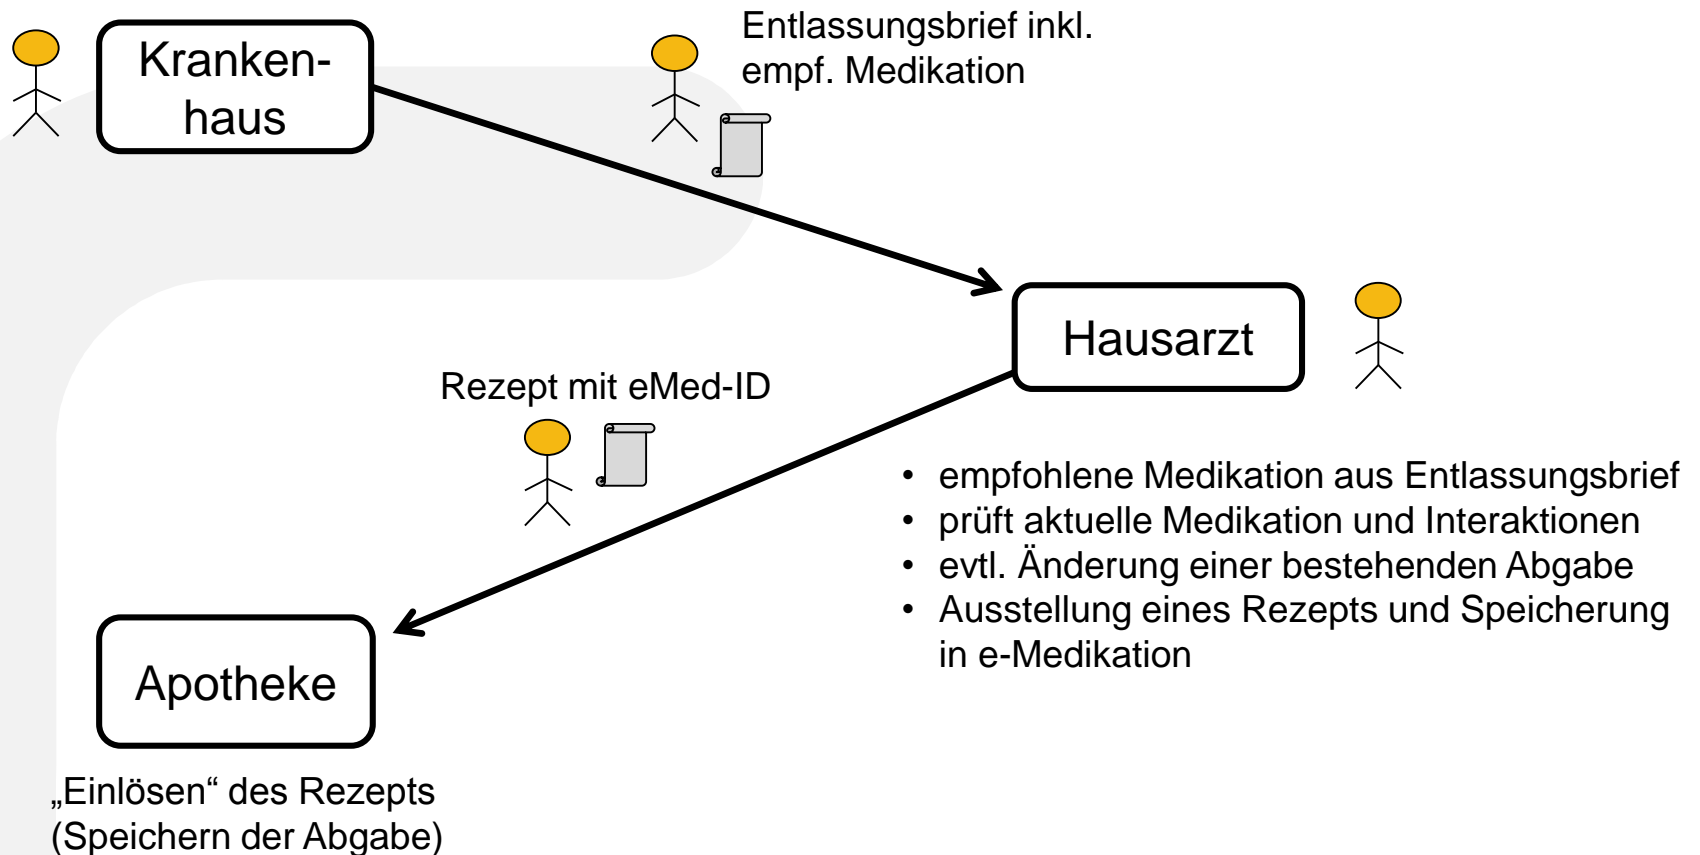 Kranken-
haus
Entlassungsbrief inkl.
empf. Medikation
Hausarzt
Rezept mit eMed-ID
• empfohlene Medikation aus Entlassungsbrief
• prüft aktuelle Medikation und Interaktionen
• evtl. Änderung einer bestehenden Abgabe
• Ausstellung eines Rezepts und Speicherung
in e-Medikation
Apotheke
„Einlösen“ des Rezepts
(Speichern der Abgabe)